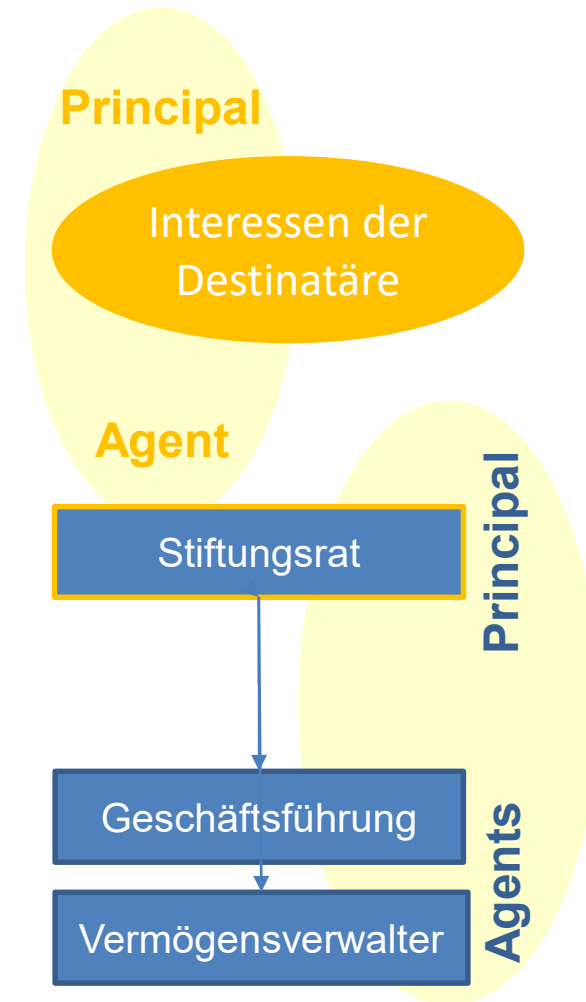 Principal
Interessen der
Destinatäre
Agent
Stiftungsrat
Principal
Geschäftsführung
Vermögensverwalter
Agents